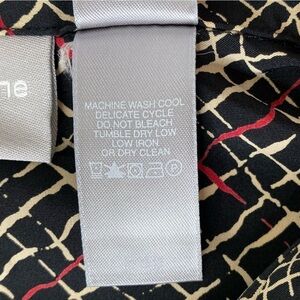 MACHINE WASH COOL
DELICATE CYCLE
DO NOT BLEACH
TUMBLE DRY LOW
LOW IRON
OR DRY CLEAN